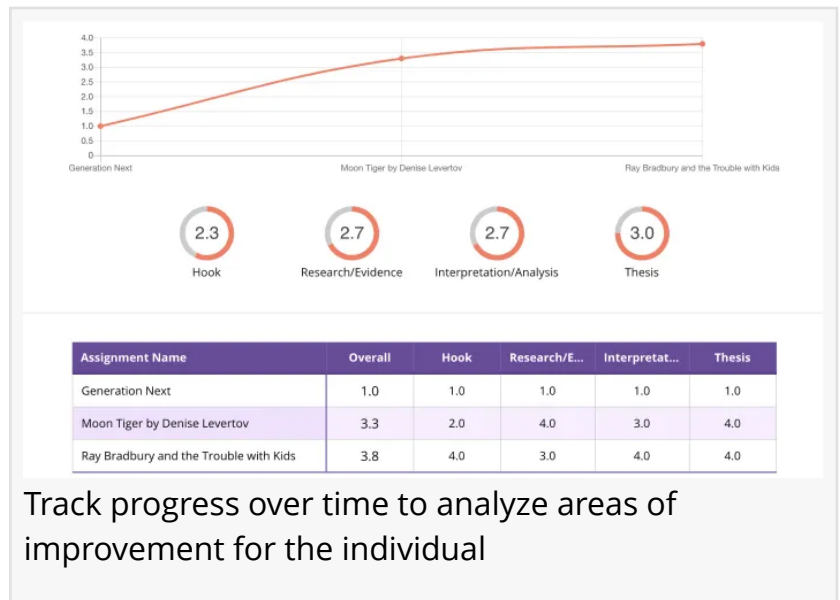 4.0
3.5
3.0
2.5
2.0
1.5
1.0
0.5
0
Generation Next Moon Tiger by Denise Levertov Ray Bradbury and the Trouble with Kids
2.3 2.7 2.7 3.0
Hook Research/Evidence Interpretation/Analysis Thesis
Assignment Name Overall Hook Research/E... Interpretat... Thesis
Generation Next 1.0 1.0 1.0 1.0 1.0
Moon Tiger by Denise Levertov 3.3 2.0 4.0 3.0 4.0
Ray Bradbury and the Trouble with Kids 3.8 4.0 3.0 4.0 4.0
Track progress over time to analyze areas of
improvement for the individual